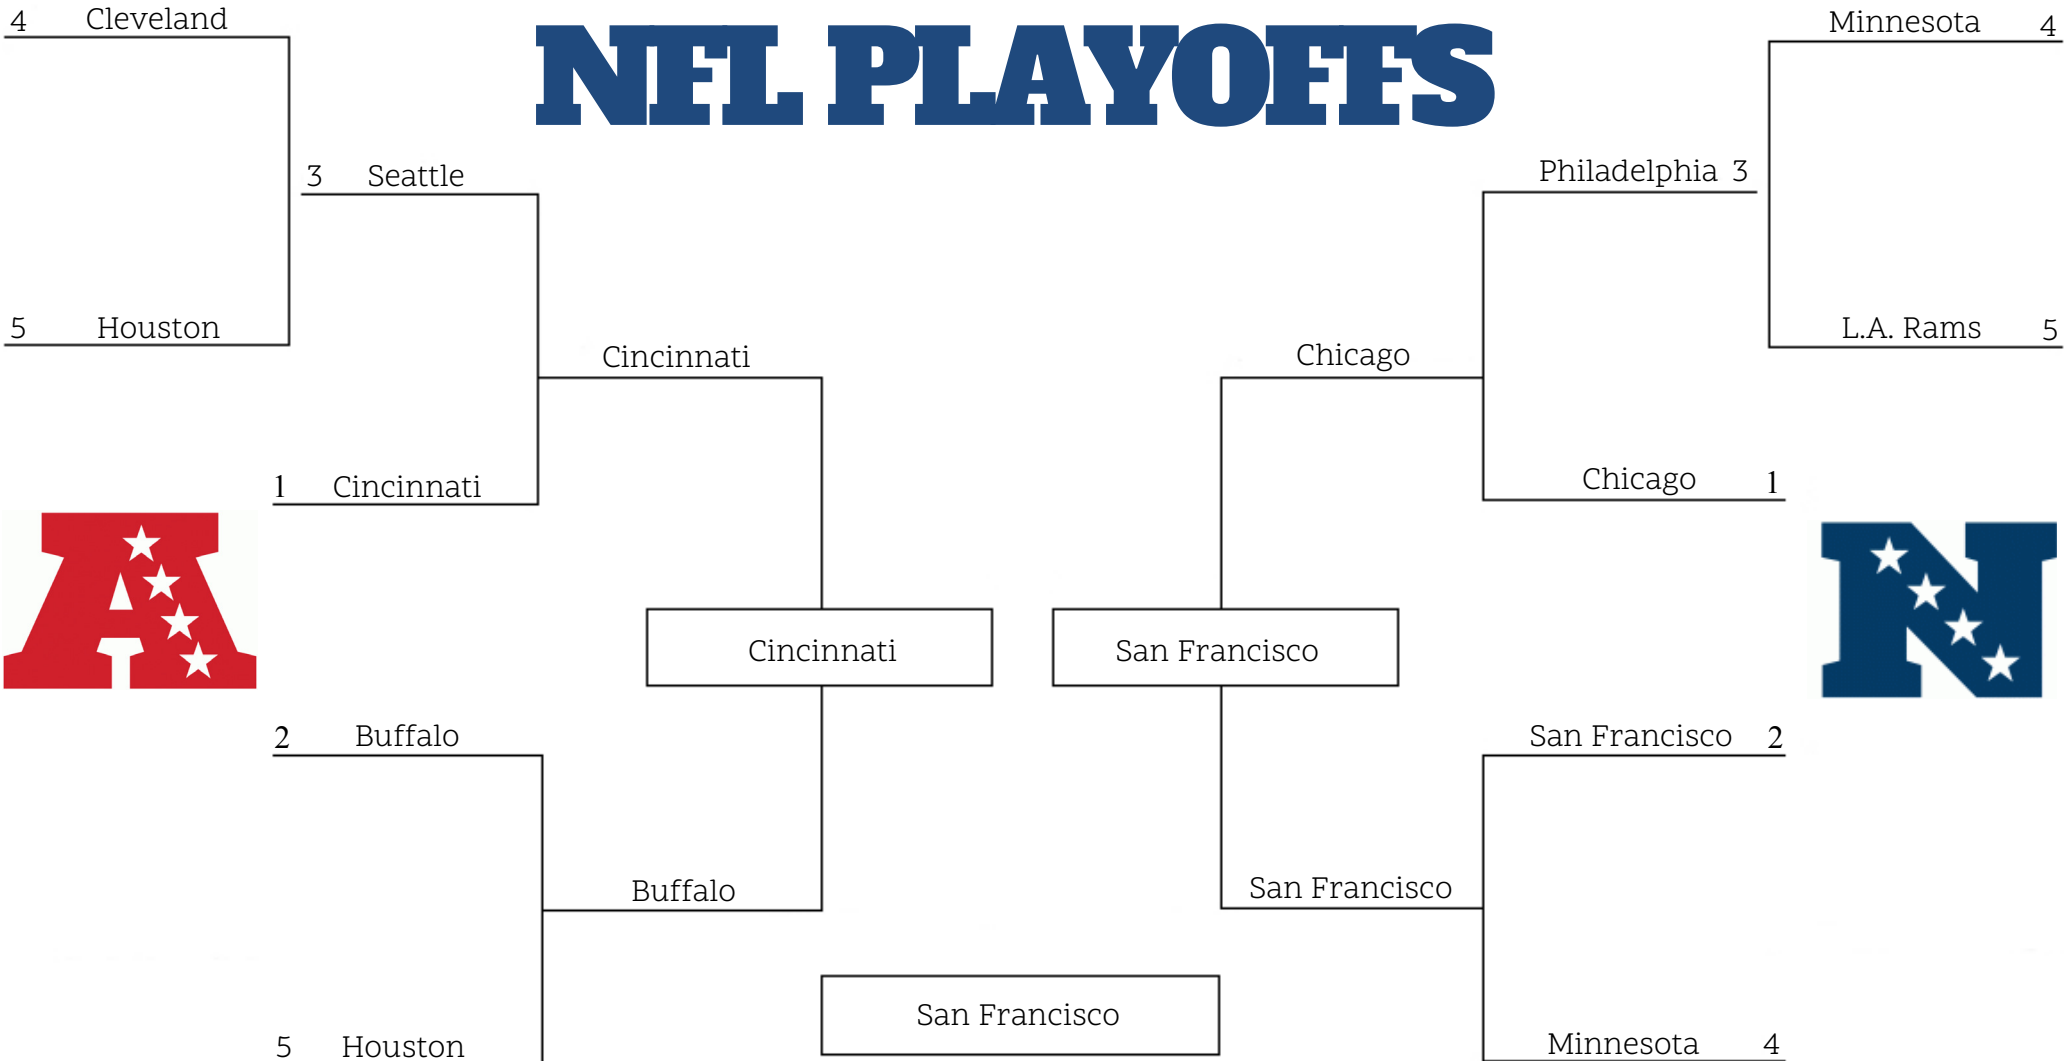 NFL PLAYOFFS
4 Cleveland
Minnesota 4
3 Seattle
Philadelphia 3
5 Houston
L.A. Rams 5
Cincinnati
Chicago
1 Cincinnati
Chicago 1
Cincinnati
San Francisco
2 Buffalo
San Francisco 2
Buffalo
San Francisco
San Francisco
5 Houston
Minnesota 4